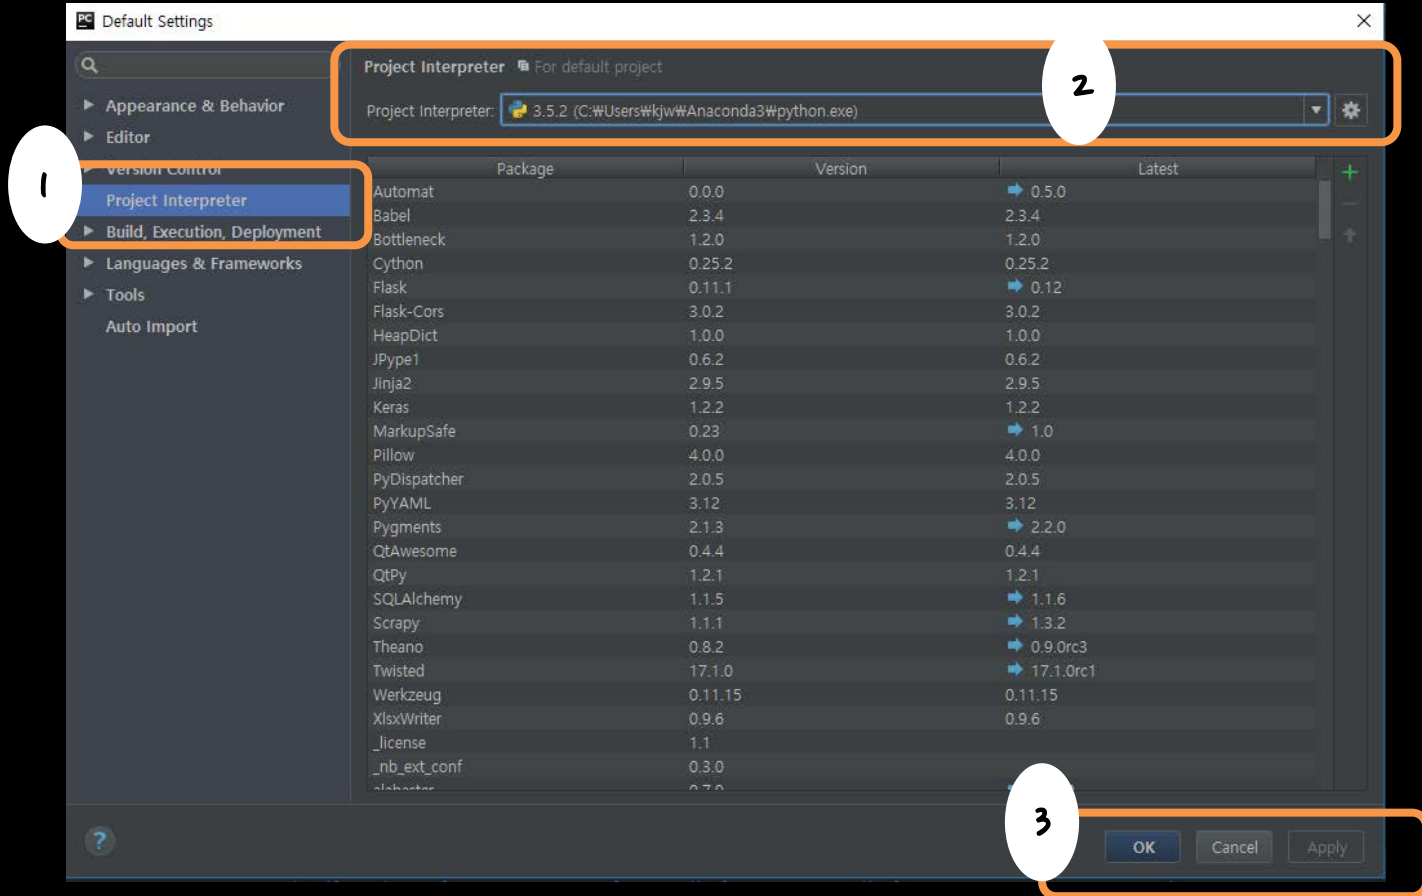 PC Default Settings
Project Interpreter For default project
2
Project Interpreter: 3.5.2 (C:₩Users₩kjw₩Anaconda3₩python.exe)
Appearance & Behavior
Editor
1
Version Control
Project Interpreter
Build, Execution, Deployment
Languages & Frameworks
Tools
Auto Import
Package Version Latest
Automat 0.0.0 0.5.0
Babel 2.3.4 2.3.4
Bottleneck 1.2.0 1.2.0
Cython 0.25.2 0.25.2
Flask 0.11.1 0.12
Flask-Cors 3.0.2 3.0.2
HeapDict 1.0.0 1.0.0
JPype1 0.6.2 0.6.2
Jinja2 2.9.5 2.9.5
Keras 1.2.2 1.2.2
MarkupSafe 0.23 1.0
Pillow 4.0.0 4.0.0
PyDispatcher 2.0.5 2.0.5
PyYAML 3.12 3.12
Pygments 2.1.3 2.2.0
QtAwesome 0.4.4 0.4.4
QtPy 1.2.1 1.2.1
SQLAlchemy 1.1.5 1.1.6
Scrapy 1.1.1 1.3.2
Theano 0.8.2 0.9.0rc3
Twisted 17.1.0 17.1.0rc1
Werkzeug 0.11.15 0.11.15
XlsxWriter 0.9.6 0.9.6
_license 1.1
_nb_ext_conf 0.3.0
3
? OK Cancel Apply